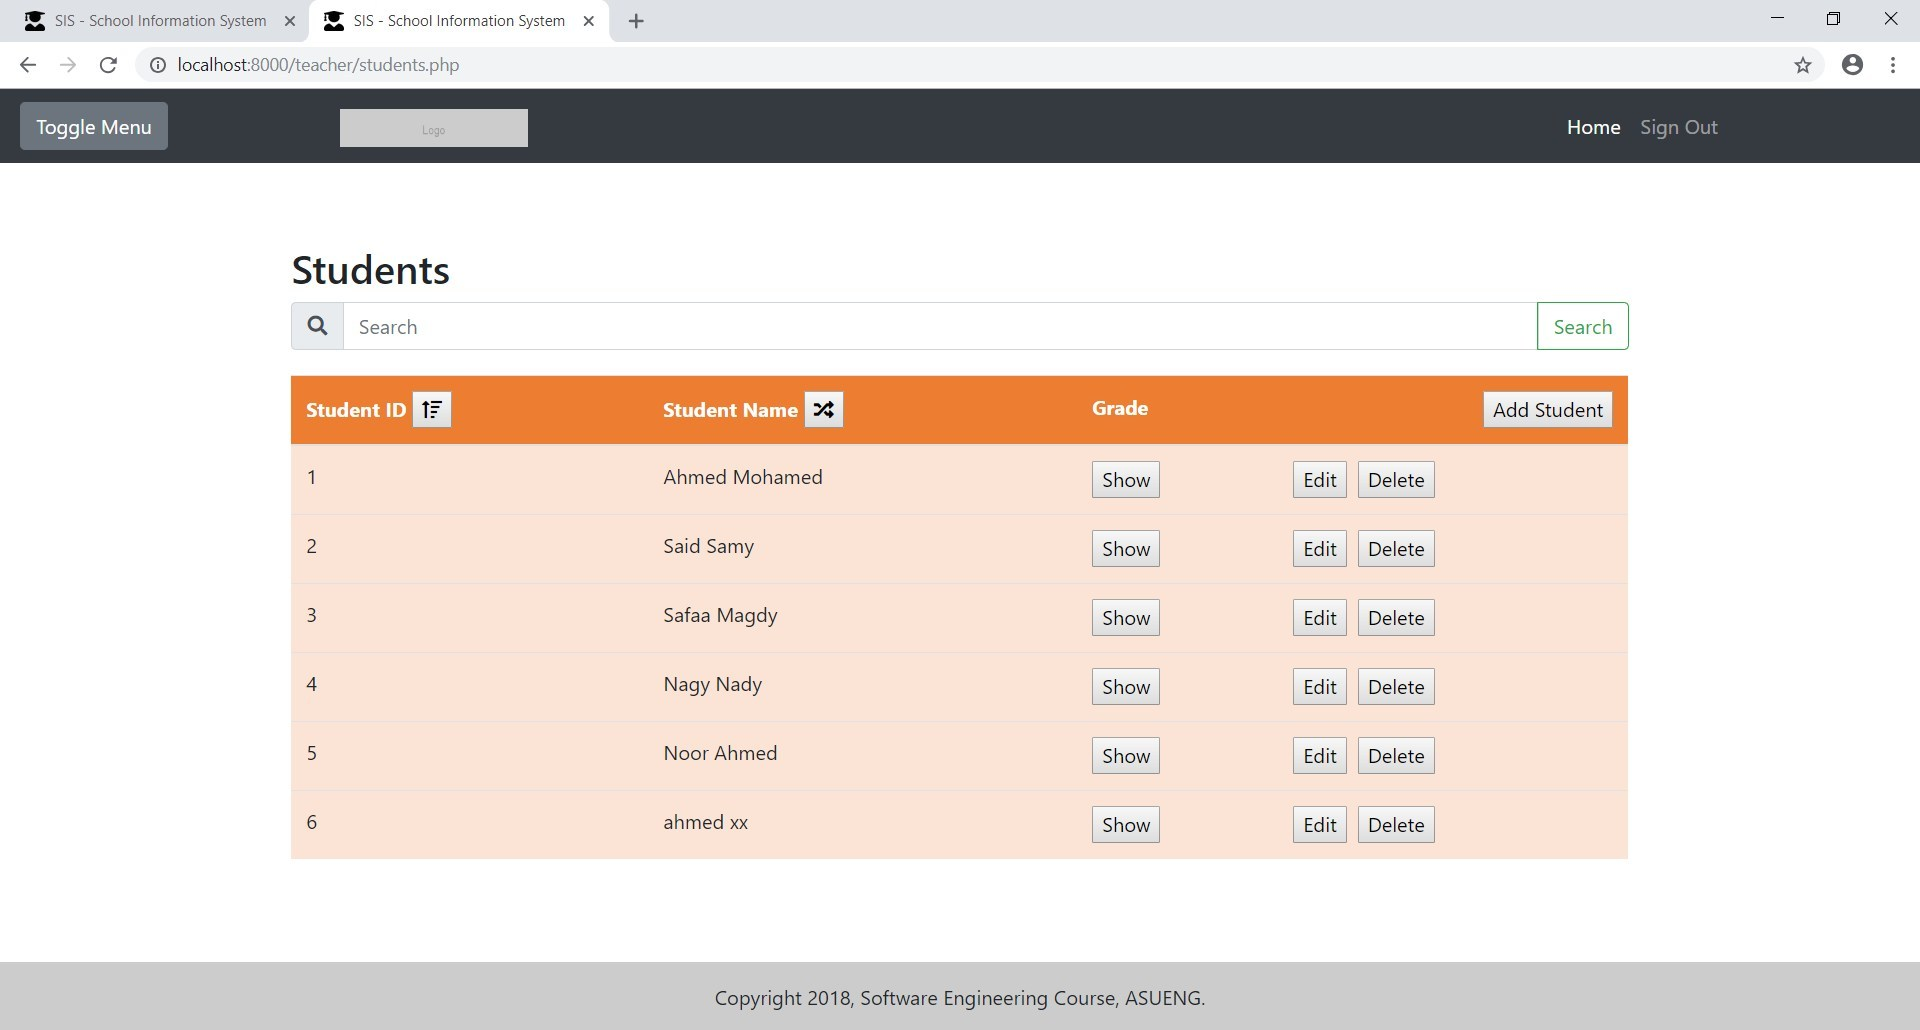 SIS - School Information System SIS - School Information System
localhost:8000/teacher/students.php
Toggle Menu Logo Home Sign Out
Students
Search Search
Student ID Student Name Grade Add Student
1 Ahmed Mohamed Show Edit Delete
2 Said Samy Show Edit Delete
3 Safaa Magdy Show Edit Delete
4 Nagy Nady Show Edit Delete
5 Noor Ahmed Show Edit Delete
6 ahmed xx Show Edit Delete
Copyright 2018, Software Engineering Course, ASUENG.